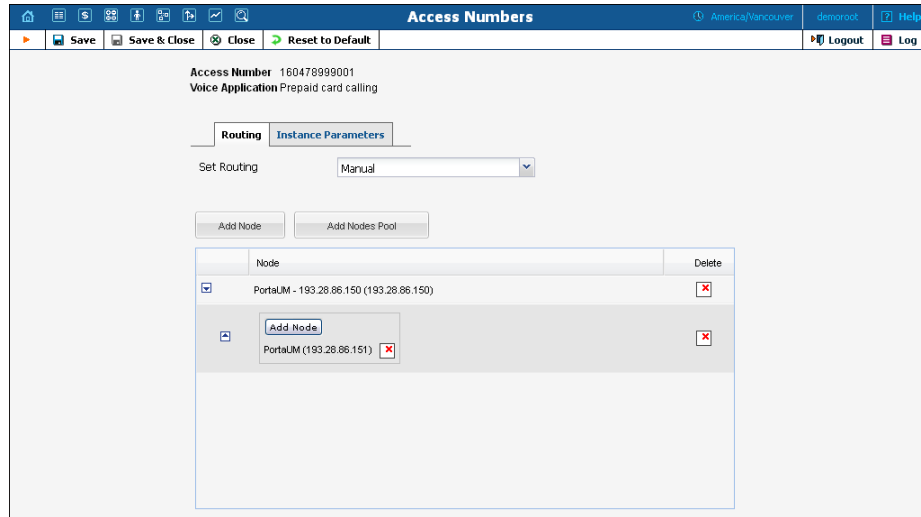 Access Numbers America/Vancouver demoroot ? Help
Save Save & Close Close Reset to Default Logout Log
Access Number 160478999001
Voice Application Prepaid card calling
Routing Instance Parameters
Set Routing Manual
Add Node Add Nodes Pool
Node Delete
PortaUM - 193.28.86.150 (193.28.86.150)
Add Node
PortaUM (193.28.86.151)